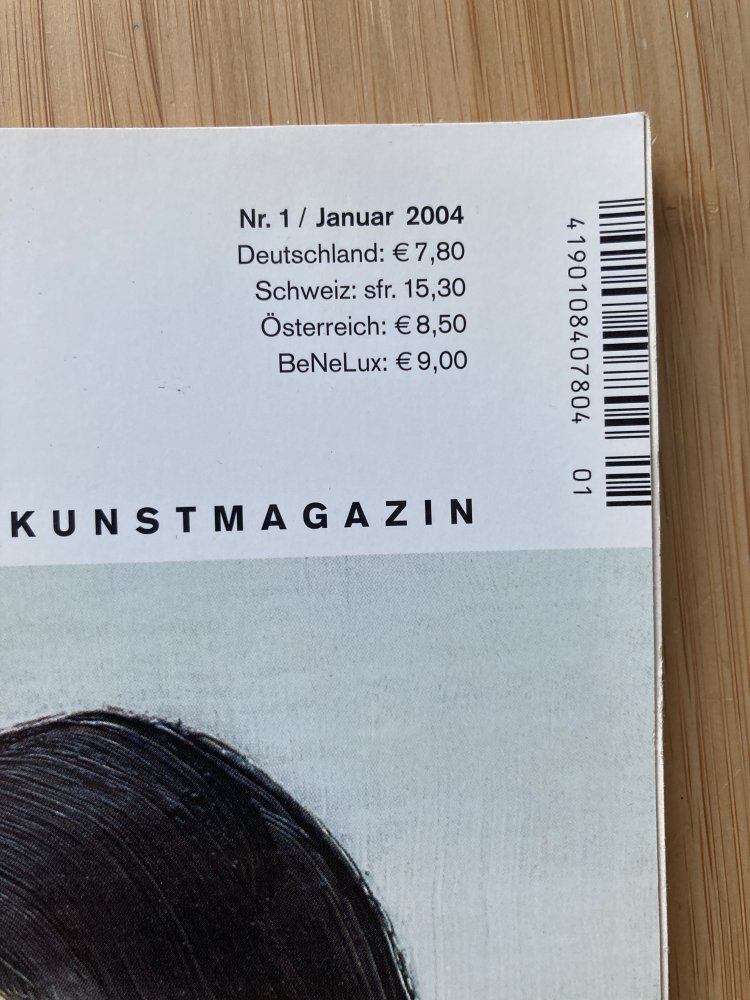 Nr. 1 / Januar 2004
Deutschland: € 7,80
Schweiz: sfr. 15,30
Österreich: € 8,50
BeNeLux: € 9,00
4190108407804 01
KUNSTMAGAZIN